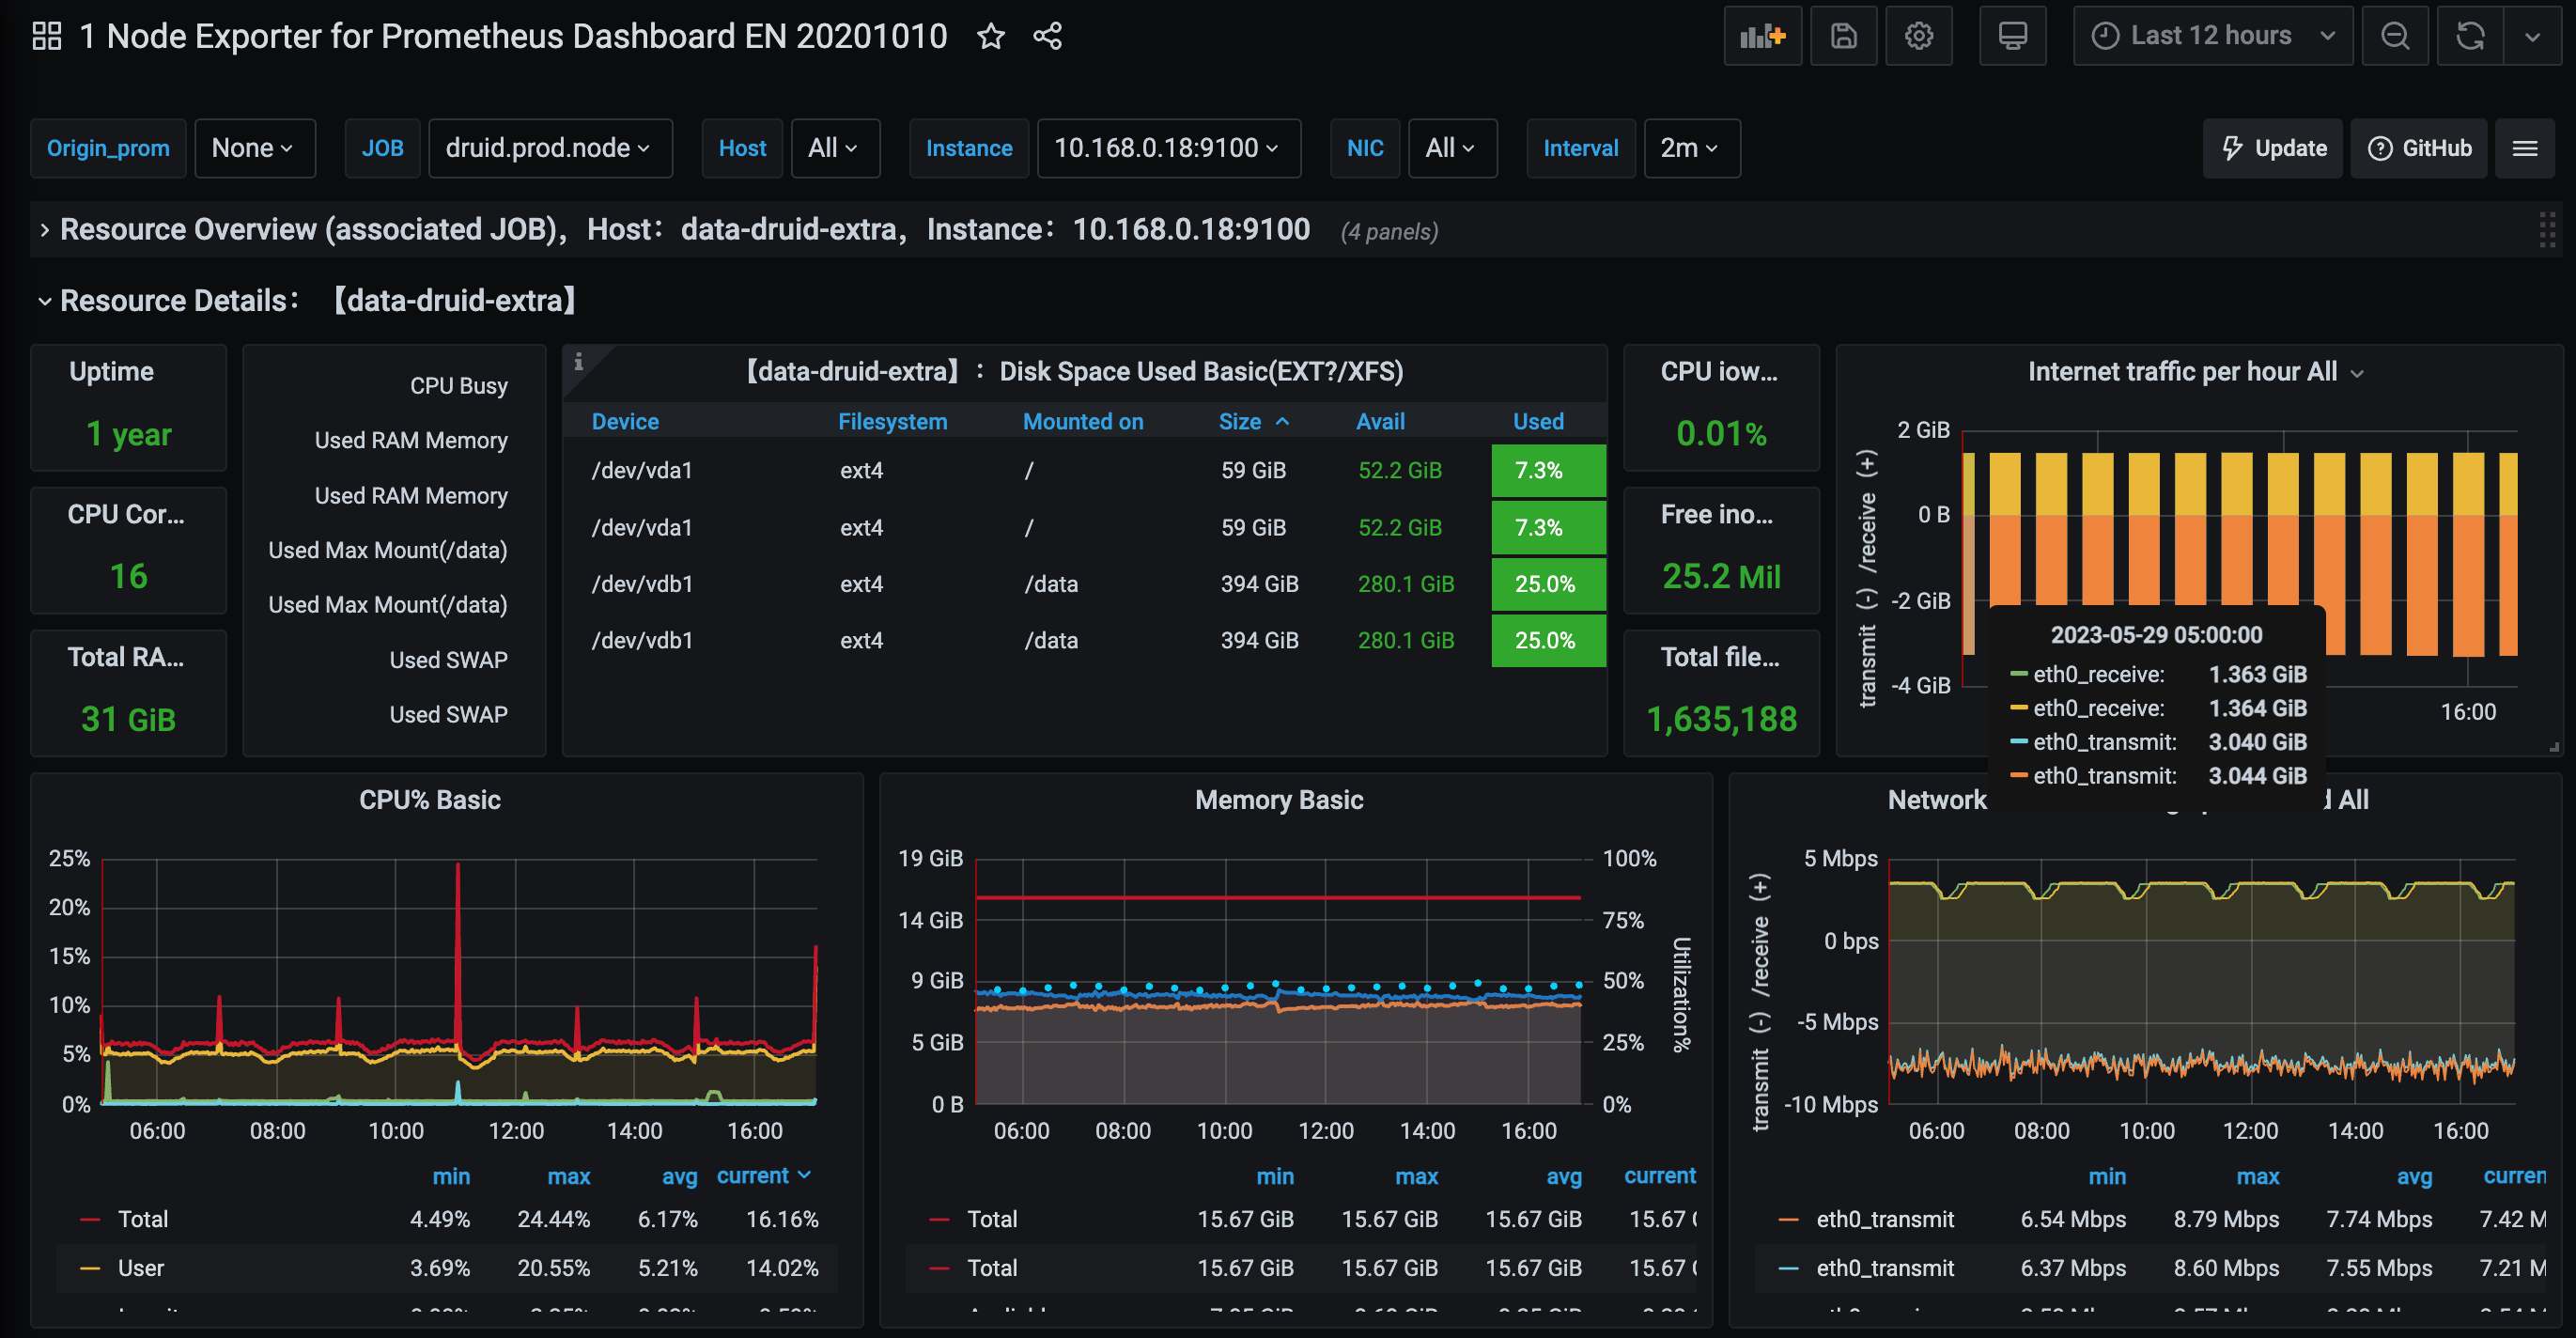 1 Node Exporter for Prometheus Dashboard EN 20201010
Last 12 hours
Origin_prom None JOB druid.prod.node Host All Instance 10.168.0.18:9100 NIC All Interval 2m Update GitHub
Resource Overview (associated JOB)，Host：data-druid-extra，Instance：10.168.0.18:9100 (4 panels)
Resource Details：【data-druid-extra】
Uptime
1 year
CPU Cor...
16
Total RA...
31 GiB
CPU Busy
Used RAM Memory
Used RAM Memory
Used Max Mount(/data)
Used Max Mount(/data)
Used SWAP
Used SWAP
【data-druid-extra】：Disk Space Used Basic(EXT?/XFS)
Device Filesystem Mounted on Size Avail Used
/dev/vda1 ext4 / 59 GiB 52.2 GiB 7.3%
/dev/vda1 ext4 / 59 GiB 52.2 GiB 7.3%
/dev/vdb1 ext4 /data 394 GiB 280.1 GiB 25.0%
/dev/vdb1 ext4 /data 394 GiB 280.1 GiB 25.0%
CPU iow...
0.01%
Free ino...
25.2 Mil
Total file...
1,635,188
Internet traffic per hour All
transmit (-) /receive (+)
2 GiB
0 B
-2 GiB
-4 GiB
16:00
2023-05-29 05:00:00
eth0_receive: 1.363 GiB
eth0_receive: 1.364 GiB
eth0_transmit: 3.040 GiB
eth0_transmit: 3.044 GiB
CPU% Basic
25%
20%
15%
10%
5%
0%
06:00 08:00 10:00 12:00 14:00 16:00
min max avg current
Total 4.49% 24.44% 6.17% 16.16%
User 3.69% 20.55% 5.21% 14.02%
Memory Basic
19 GiB 100%
14 GiB 75%
9 GiB 50%
5 GiB 25%
0 B 0%
Utilization%
06:00 08:00 10:00 12:00 14:00 16:00
min max avg current
Total 15.67 GiB 15.67 GiB 15.67 GiB 15.67
Total 15.67 GiB 15.67 GiB 15.67 GiB 15.67
Network All
transmit (-) /receive (+)
5 Mbps
0 bps
-5 Mbps
-10 Mbps
06:00 08:00 10:00 12:00 14:00 16:00
min max avg curren
eth0_transmit 6.54 Mbps 8.79 Mbps 7.74 Mbps 7.42 M
eth0_transmit 6.37 Mbps 8.60 Mbps 7.55 Mbps 7.21 M